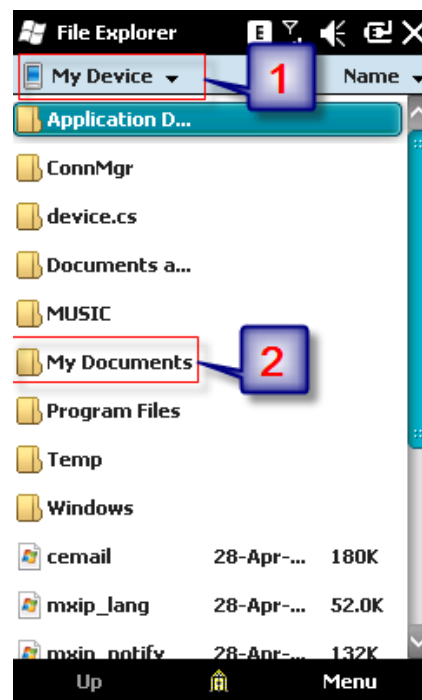 File Explorer E
My Device Name
1
Application D...
ConnMgr
device.cs
Documents a...
MUSIC
My Documents
2
Program Files
Temp
Windows
cemail 28-Apr-... 180K
mxip_lang 28-Apr-... 52.0K
mxip_notify 28-Apr-... 132K
Up Menu